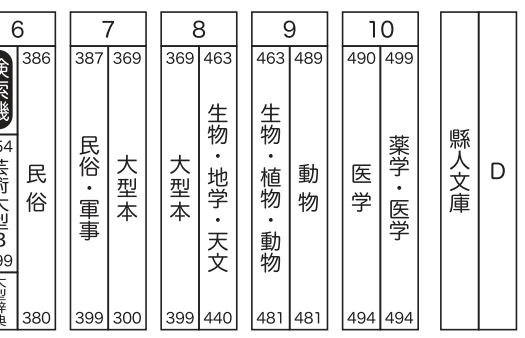 6
386
民俗
380
7
387
民俗・軍事
399
369
大型本
300
8
369
大型本
399
463
生物・地学・天文
440
9
463
生物・植物・動物
481
489
動物
481
10
490
医学
494
499
薬学・医学
494
縣人文庫
D